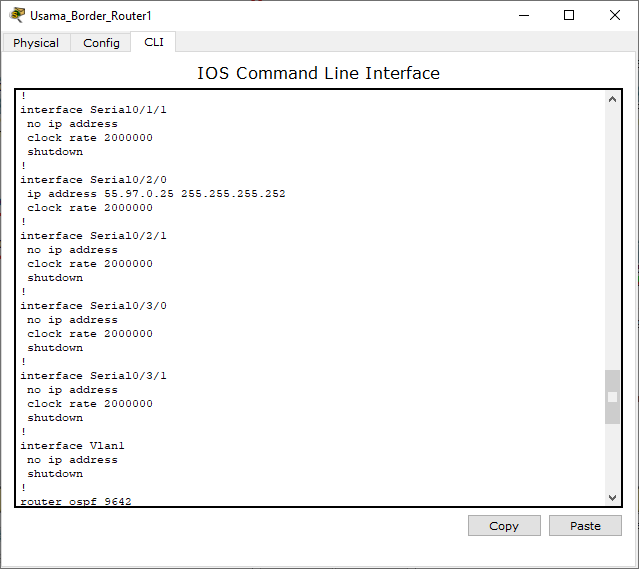 Usama_Border_Router1
Physical Config CLI
IOS Command Line Interface
!
interface Serial0/1/1
 no ip address
 clock rate 2000000
 shutdown
!
interface Serial0/2/0
 ip address 55.97.0.25 255.255.255.252
 clock rate 2000000
!
interface Serial0/2/1
 no ip address
 clock rate 2000000
 shutdown
!
interface Serial0/3/0
 no ip address
 clock rate 2000000
 shutdown
!
interface Serial0/3/1
 no ip address
 clock rate 2000000
 shutdown
!
interface Vlan1
 no ip address
 shutdown
!
router ospf 9642
Copy Paste